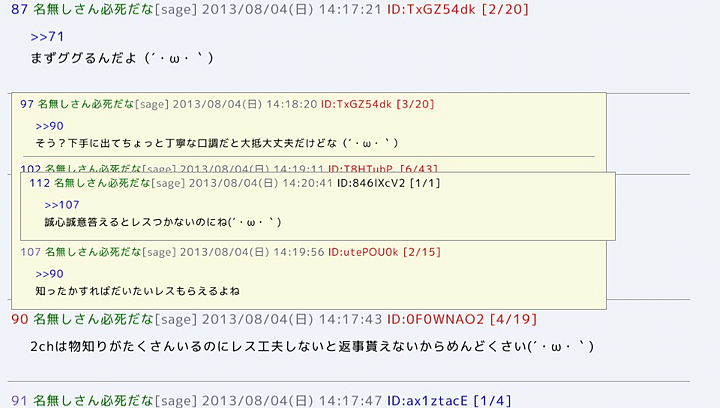 87 名無しさん必死だな[sage] 2013/08/04(日) 14:17:21 ID:TxGZ54dk [2/20]
>>71
まずググるんだよ（´・ω・｀）
97 名無しさん必死だな[sage] 2013/08/04(日) 14:18:20 ID:TxGZ54dk [3/20]
>>90
そう？下手に出てちょっと丁寧な口調だと大抵大丈夫だけどな（´・ω・｀）
102 名無しさん必死だな[sage] 2013/08/04(日) 14:19:11 ID:T8HTubP. [6/43]
112 名無しさん必死だな[sage] 2013/08/04(日) 14:20:41 ID:846IXcV2 [1/1]
>>107
誠心誠意答えるとレスつかないのにね(´・ω・｀)
107 名無しさん必死だな[sage] 2013/08/04(日) 14:19:56 ID:utePOU0k [2/15]
>>90
知ったかすればだいたいレスもらえるよね
90 名無しさん必死だな[sage] 2013/08/04(日) 14:17:43 ID:0F0WNAO2 [4/19]
2chは物知りがたくさんいるのにレス工夫しないと返事貰えないからめんどくさい(´・ω・｀)
91 名無しさん必死だな[sage] 2013/08/04(日) 14:17:47 ID:ax1ztacE [1/4]